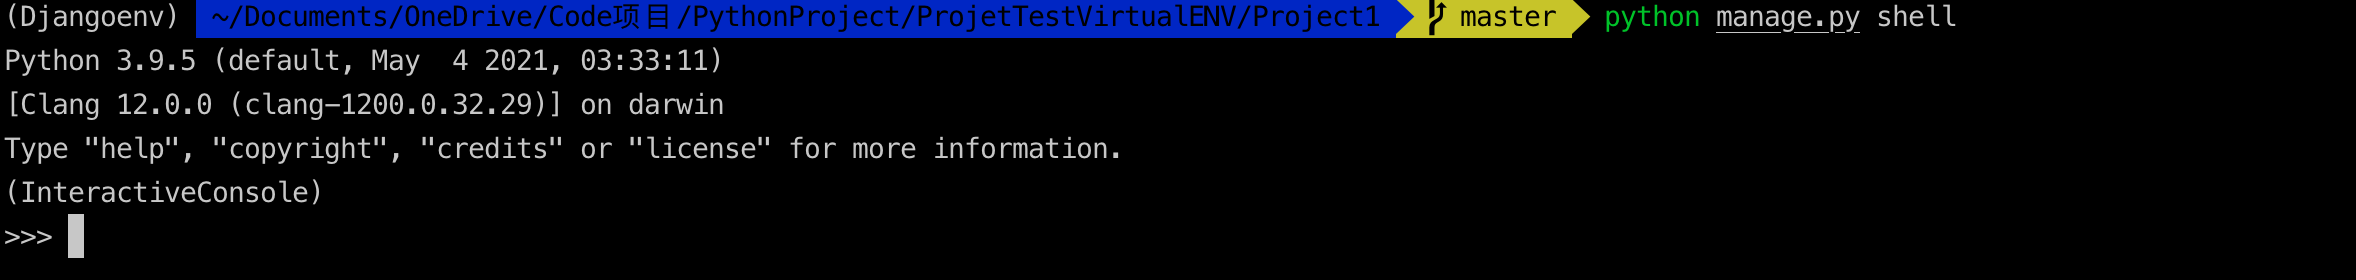 (Djangoenv) ~/Documents/OneDrive/Code项目/PythonProject/ProjetTestVirtualENV/Project1 master python manage.py shell
Python 3.9.5 (default, May  4 2021, 03:33:11)
[Clang 12.0.0 (clang-1200.0.32.29)] on darwin
Type "help", "copyright", "credits" or "license" for more information.
(InteractiveConsole)
>>>